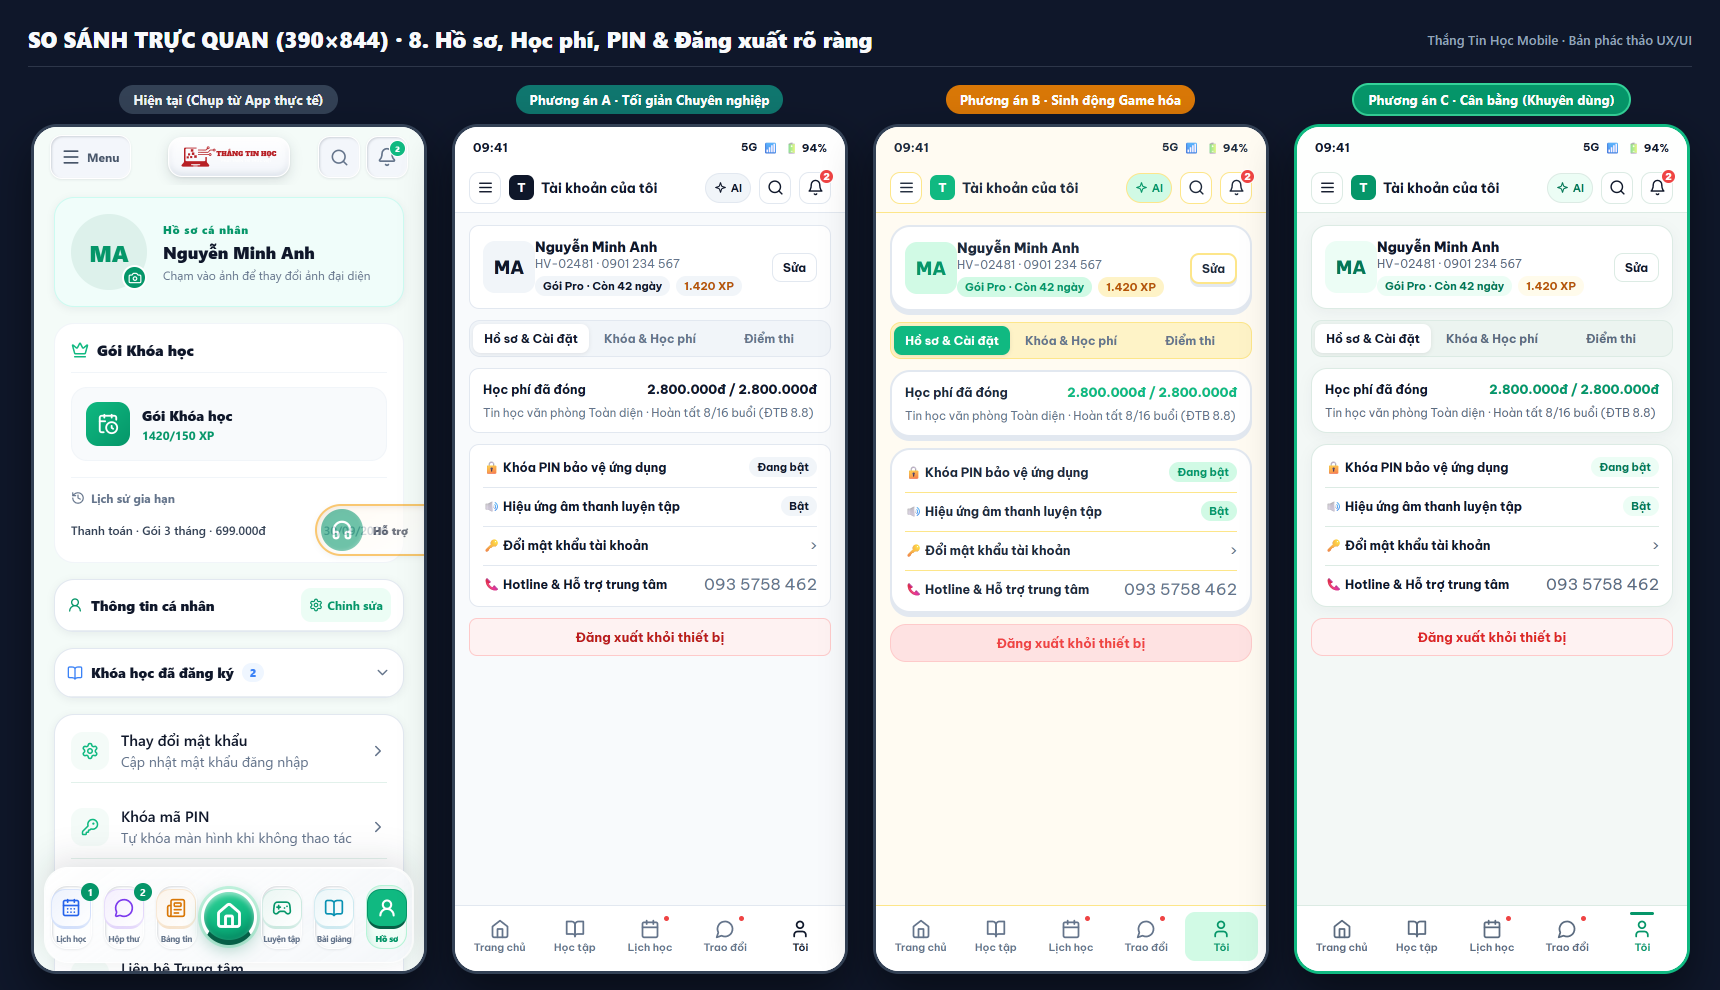 SO SÁNH TRỰC QUAN (390×844) · 8. Hồ sơ, Học phí, PIN & Đăng xuất rõ ràng
Thắng Tin Học Mobile · Bản phác thảo UX/UI
Hiện tại (Chụp từ App thực tế)
Menu
THẮNG TIN HỌC
2
Hồ sơ cá nhân
MA
Nguyễn Minh Anh
Chạm vào ảnh để thay đổi ảnh đại diện
Gói Khóa học
Gói Khóa học
1420/150 XP
Lịch sử gia hạn
Thanh toán · Gói 3 tháng · 699.000đ
Hỗ trợ
Thông tin cá nhân
Chỉnh sửa
Khóa học đã đăng ký 2
Thay đổi mật khẩu
Cập nhật mật khẩu đăng nhập
Khóa mã PIN
Tự khóa màn hình khi không thao tác
1
2
Lịch học
Hộp thư
Bảng tin
Luyện tập
Bài giảng
Hồ sơ
Liên hệ Trung tâm
Phương án A · Tối giản Chuyên nghiệp
09:41
5G 94%
T Tài khoản của tôi
AI
2
MA
Nguyễn Minh Anh
HV-02481 · 0901 234 567
Gói Pro · Còn 42 ngày
1.420 XP
Sửa
Hồ sơ & Cài đặt
Khóa & Học phí
Điểm thi
Học phí đã đóng
2.800.000đ / 2.800.000đ
Tin học văn phòng Toàn diện · Hoàn tất 8/16 buổi (ĐTB 8.8)
Khóa PIN bảo vệ ứng dụng
Đang bật
Hiệu ứng âm thanh luyện tập
Bật
Đổi mật khẩu tài khoản
Hotline & Hỗ trợ trung tâm
093 5758 462
Đăng xuất khỏi thiết bị
Trang chủ
Học tập
Lịch học
Trao đổi
Tôi
Phương án B · Sinh động Game hóa
09:41
5G 94%
T Tài khoản của tôi
AI
2
MA
Nguyễn Minh Anh
HV-02481 · 0901 234 567
Gói Pro · Còn 42 ngày
1.420 XP
Sửa
Hồ sơ & Cài đặt
Khóa & Học phí
Điểm thi
Học phí đã đóng
2.800.000đ / 2.800.000đ
Tin học văn phòng Toàn diện · Hoàn tất 8/16 buổi (ĐTB 8.8)
Khóa PIN bảo vệ ứng dụng
Đang bật
Hiệu ứng âm thanh luyện tập
Bật
Đổi mật khẩu tài khoản
Hotline & Hỗ trợ trung tâm
093 5758 462
Đăng xuất khỏi thiết bị
Trang chủ
Học tập
Lịch học
Trao đổi
Tôi
Phương án C · Cân bằng (Khuyên dùng)
09:41
5G 94%
T Tài khoản của tôi
AI
2
MA
Nguyễn Minh Anh
HV-02481 · 0901 234 567
Gói Pro · Còn 42 ngày
1.420 XP
Sửa
Hồ sơ & Cài đặt
Khóa & Học phí
Điểm thi
Học phí đã đóng
2.800.000đ / 2.800.000đ
Tin học văn phòng Toàn diện · Hoàn tất 8/16 buổi (ĐTB 8.8)
Khóa PIN bảo vệ ứng dụng
Đang bật
Hiệu ứng âm thanh luyện tập
Bật
Đổi mật khẩu tài khoản
Hotline & Hỗ trợ trung tâm
093 5758 462
Đăng xuất khỏi thiết bị
Trang chủ
Học tập
Lịch học
Trao đổi
Tôi